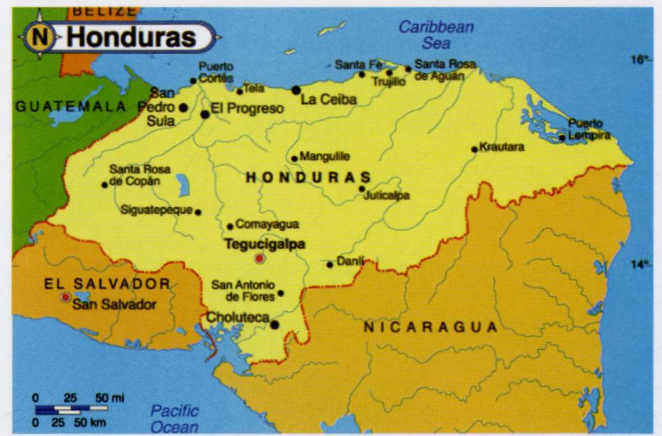 BELIZE
N Honduras
Caribbean
Sea
16°
Puerto
Cortés
Tela
Santa Fe
Trujillo
Santa Rosa
de Aguán
San
Pedro
Sula
La Ceiba
El Progreso
GUATEMALA
Puerto
Lempira
Krautara
Mangulile
HONDURAS
Santa Rosa
de Copán
Juticalpa
Siguatepeque
Comayagua
Tegucigalpa
Danlí
14°
EL SALVADOR
San Salvador
San Antonio
de Flores
Choluteca
NICARAGUA
0 25 50 mi
0 25 50 km
Pacific
Ocean